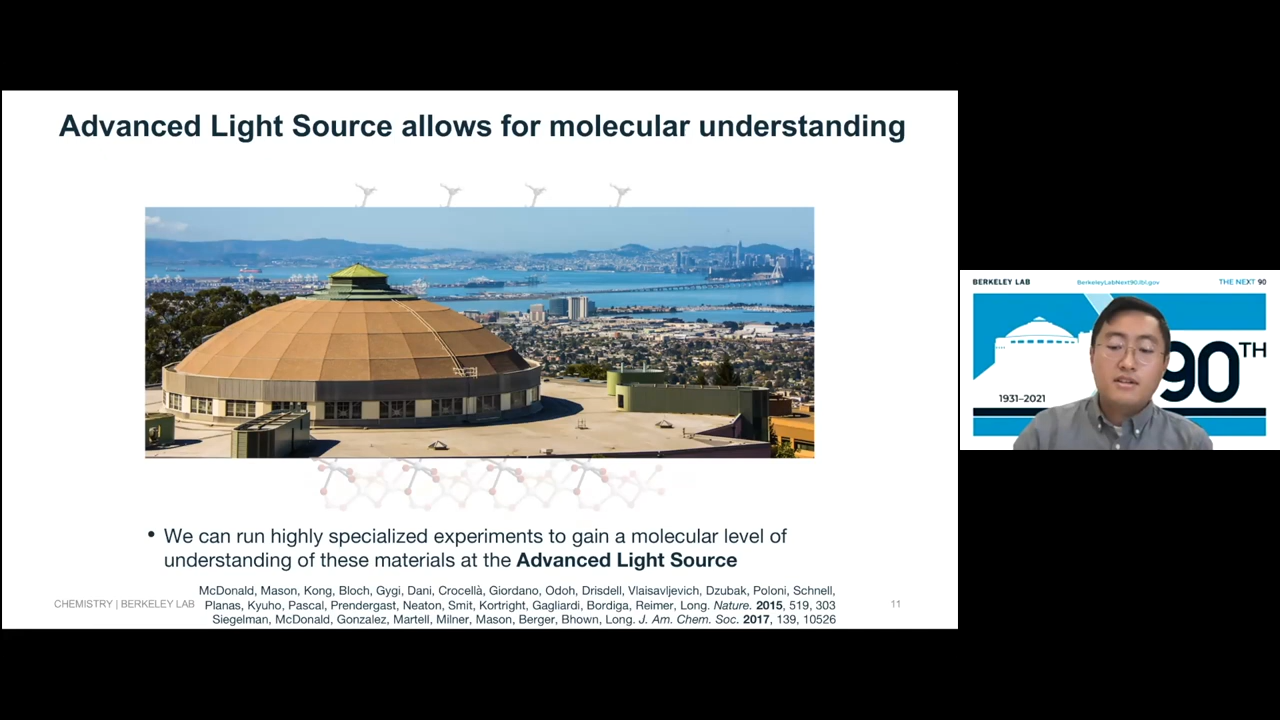 Advanced Light Source allows for molecular understanding
• We can run highly specialized experiments to gain a molecular level of
understanding of these materials at the Advanced Light Source
McDonald, Mason, Kong, Bloch, Gygi, Dani, Crocellà, Giordano, Odoh, Drisdell, Vlaisavljevich, Dzubak, Poloni, Schnell,
Planas, Kyuho, Pascal, Prendergast, Neaton, Smit, Kortright, Gagliardi, Bordiga, Reimer, Long. Nature. 2015, 519, 303
Siegelman, McDonald, Gonzalez, Martell, Milner, Mason, Berger, Bhown, Long. J. Am. Chem. Soc. 2017, 139, 10526
CHEMISTRY | BERKELEY LAB
11
BERKELEY LAB
BerkeleyLabNext90.lbl.gov
THE NEXT 90
90TH
1931–2021